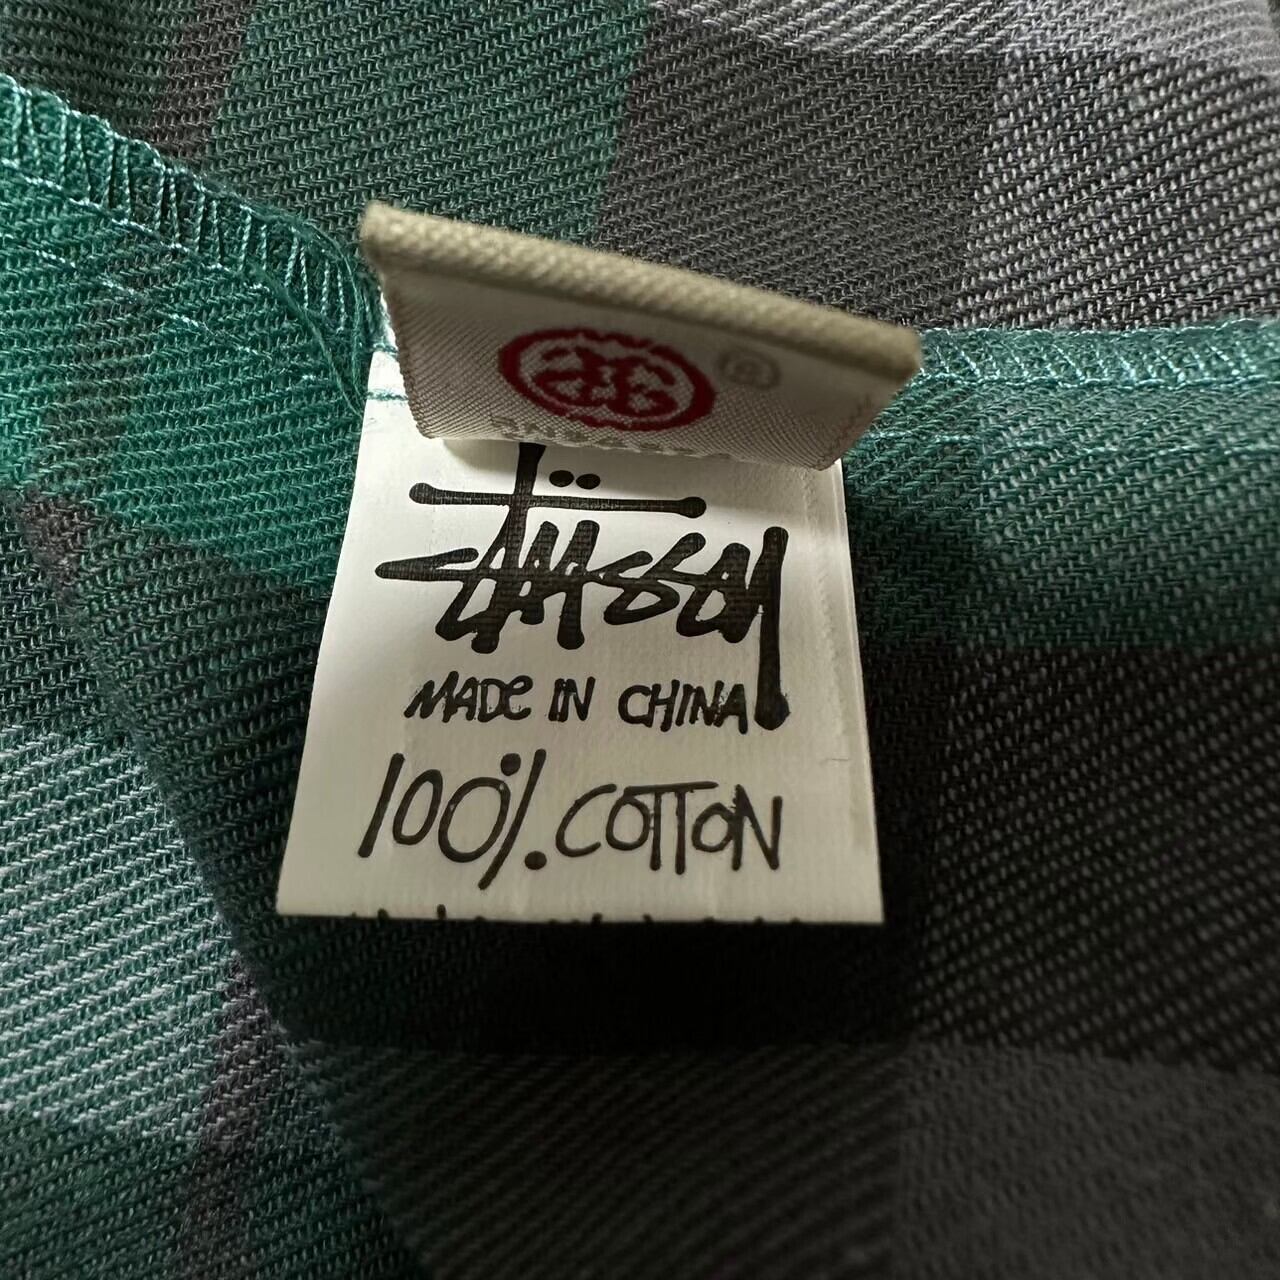 ®
Stüssy
MADE IN CHINA
100%. COTTON